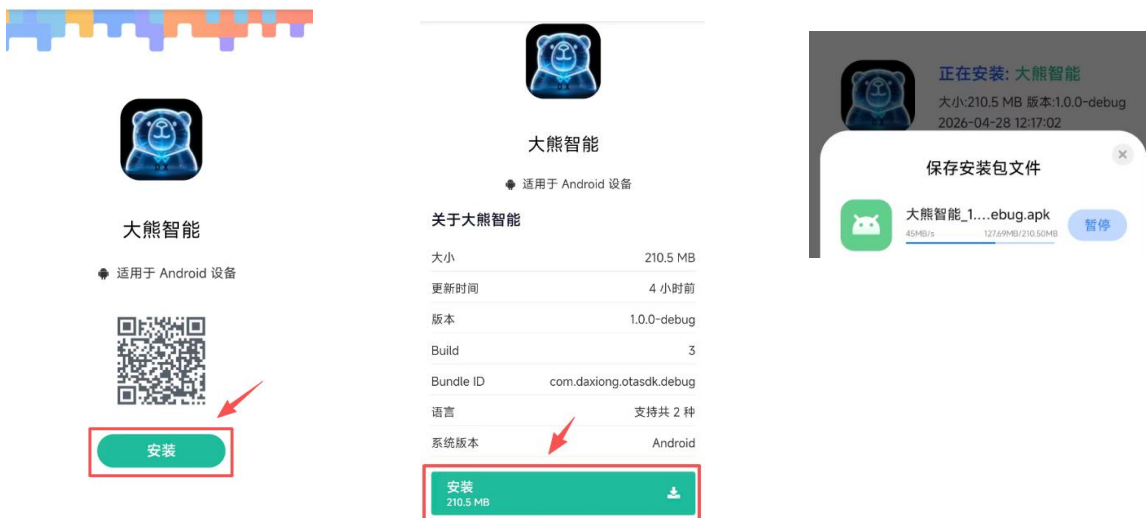 大熊智能
适用于 Android 设备
安装
大熊智能
适用于 Android 设备
关于大熊智能
大小 210.5 MB
更新时间 4 小时前
版本 1.0.0-debug
Build 3
Bundle ID com.daxiong.otasdk.debug
语言 支持共 2 种
系统版本 Android
安装
210.5 MB
正在安装: 大熊智能
大小:210.5 MB 版本:1.0.0-debug
2026-04-28 12:17:02
保存安装包文件
大熊智能_1....ebug.apk
45MB/s 127.69MB/210.50MB
暂停